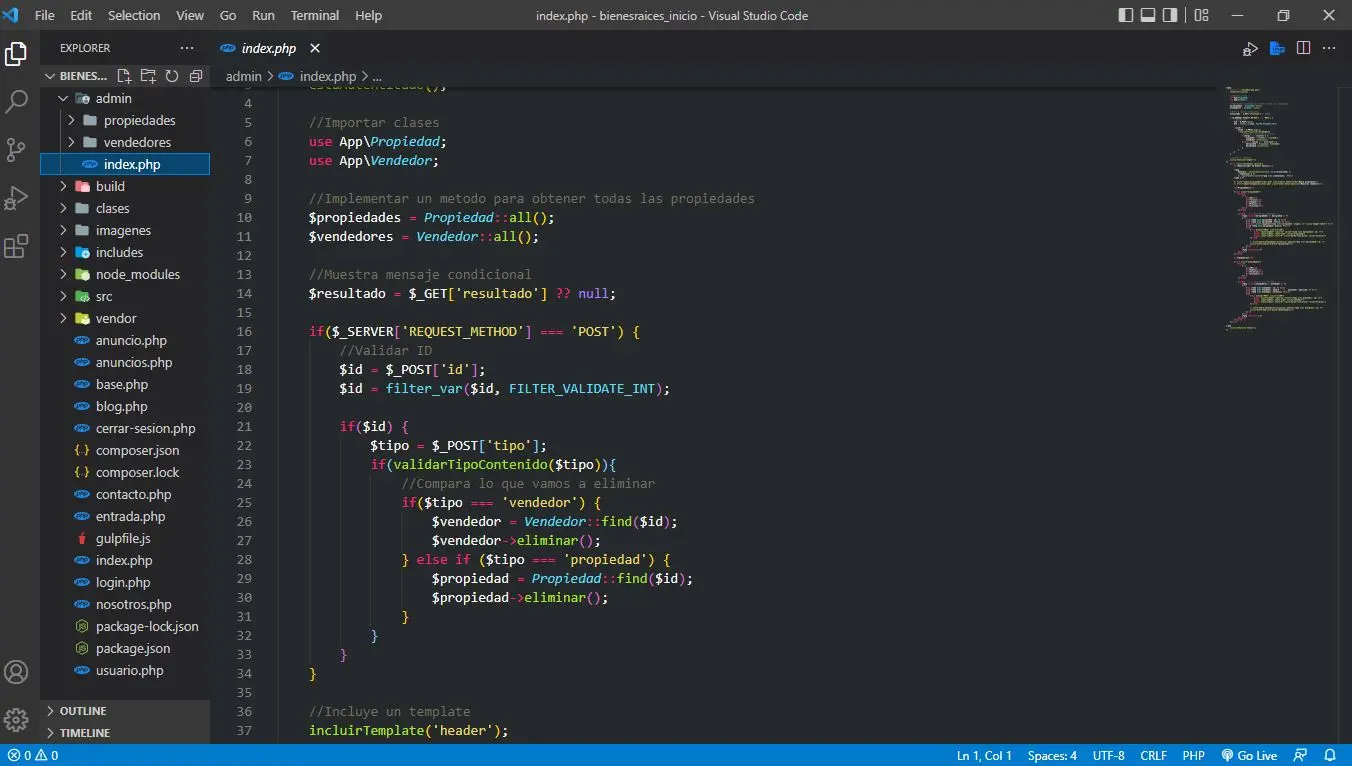 File Edit Selection View Go Run Terminal Help
index.php - bienesraices_inicio - Visual Studio Code
EXPLORER
index.php
BIENES...
admin > index.php > ...
admin
propiedades
vendedores
index.php
build
clases
imagenes
includes
node_modules
src
vendor
anuncio.php
anuncios.php
base.php
blog.php
cerrar-sesion.php
composer.json
composer.lock
contacto.php
entrada.php
gulpfile.js
index.php
login.php
nosotros.php
package-lock.json
package.json
usuario.php
OUTLINE
TIMELINE
4
5 //Importar clases
6 use App\Propiedad;
7 use App\Vendedor;
8
9 //Implementar un metodo para obtener todas las propiedades
10 $propiedades = Propiedad::all();
11 $vendedores = Vendedor::all();
12
13 //Muestra mensaje condicional
14 $resultado = $_GET['resultado'] ?? null;
15
16 if($_SERVER['REQUEST_METHOD'] === 'POST') {
17 //Validar ID
18 $id = $_POST['id'];
19 $id = filter_var($id, FILTER_VALIDATE_INT);
20
21 if($id) {
22 $tipo = $_POST['tipo'];
23 if(validarTipoContenido($tipo)){
24 //Compara lo que vamos a eliminar
25 if($tipo === 'vendedor') {
26 $vendedor = Vendedor::find($id);
27 $vendedor->eliminar();
28 } else if ($tipo === 'propiedad') {
29 $propiedad = Propiedad::find($id);
30 $propiedad->eliminar();
31 }
32 }
33 }
34 }
35
36 //Incluye un template
37 incluirTemplate('header');
0 0
Ln 1, Col 1 Spaces: 4 UTF-8 CRLF PHP Go Live